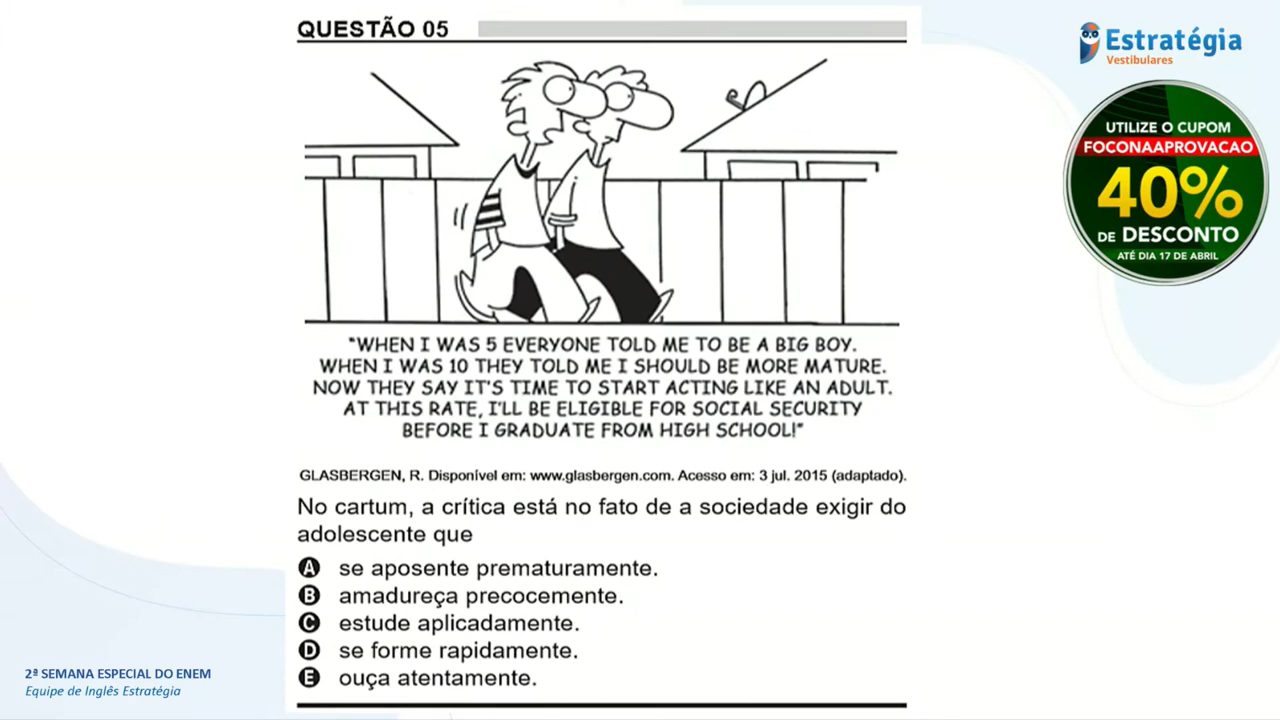 QUESTÃO 05
Estratégia
Vestibulares
UTILIZE O CUPOM
FOCONAAPROVACAO
40%
DE DESCONTO
ATÉ DIA 17 DE ABRIL
"WHEN I WAS 5 EVERYONE TOLD ME TO BE A BIG BOY.
WHEN I WAS 10 THEY TOLD ME I SHOULD BE MORE MATURE.
NOW THEY SAY IT'S TIME TO START ACTING LIKE AN ADULT.
AT THIS RATE, I'LL BE ELIGIBLE FOR SOCIAL SECURITY
BEFORE I GRADUATE FROM HIGH SCHOOL!"
GLASBERGEN, R. Disponível em: www.glasbergen.com. Acesso em: 3 jul. 2015 (adaptado).
No cartum, a crítica está no fato de a sociedade exigir do
adolescente que
A se aposente prematuramente.
B amadureça precocemente.
C estude aplicadamente.
D se forme rapidamente.
E ouça atentamente.
2ª SEMANA ESPECIAL DO ENEM
Equipe de Inglês Estratégia